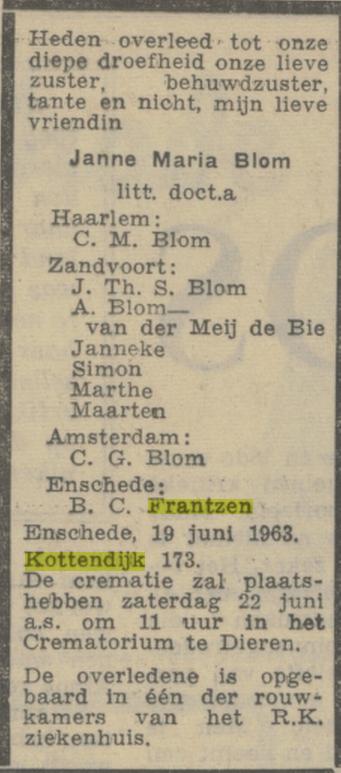 Heden overleed tot onze
diepe droefheid onze lieve
zuster, behuwdzuster,
tante en nicht, mijn lieve
vriendin
Janne Maria Blom
litt. doct.a
Haarlem:
C. M. Blom
Zandvoort:
J. Th. S. Blom
A. Blom—
van der Meij de Bie
Janneke
Simon
Marthe
Maarten
Amsterdam:
C. G. Blom
Enschede:
B. C. Frantzen
Enschede, 19 juni 1963.
Kottendijk 173.
De crematie zal plaats-
hebben zaterdag 22 juni
a.s. om 11 uur in het
Crematorium te Dieren.
De overledene is opge-
baard in één der rouw-
kamers van het R.K.
ziekenhuis.